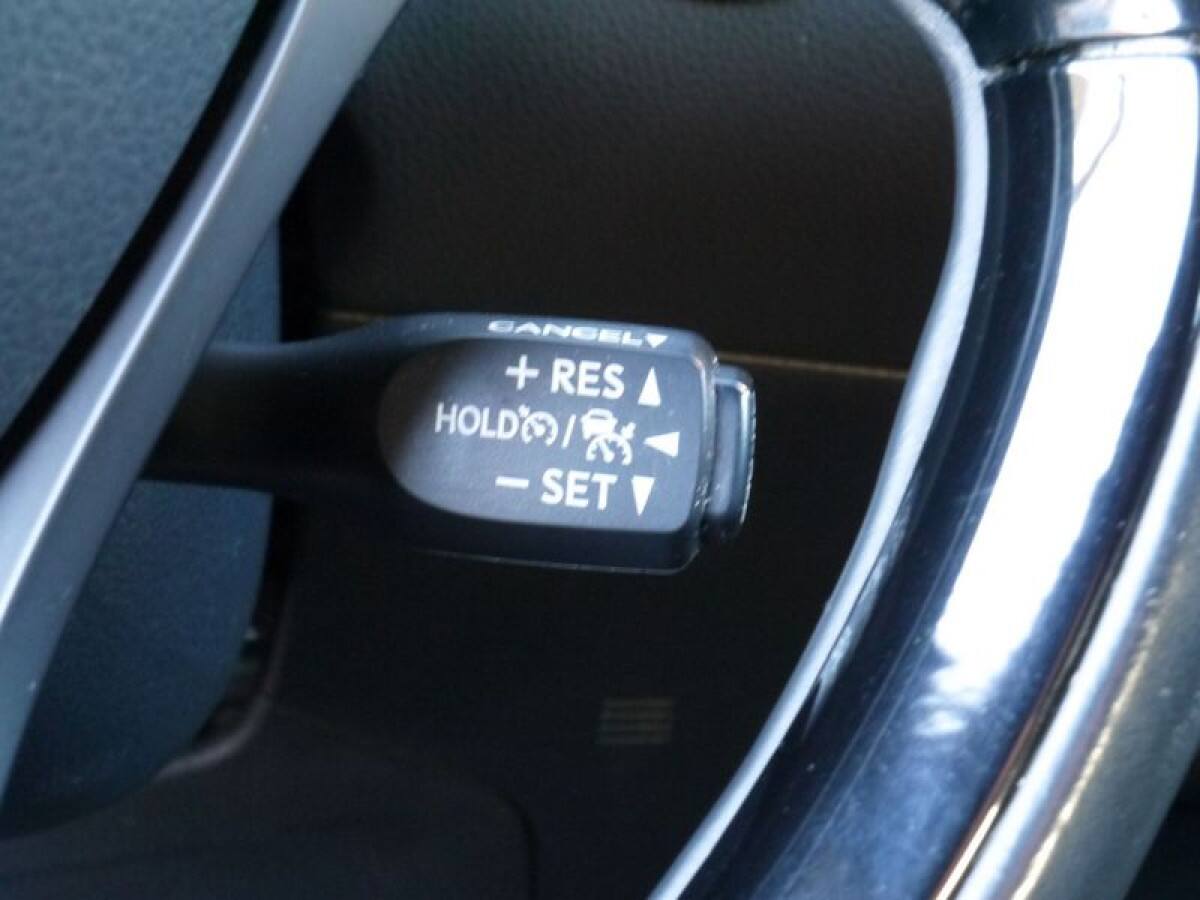 CANCEL▼
+ RES ▲
HOLD / ◀
− SET ▼